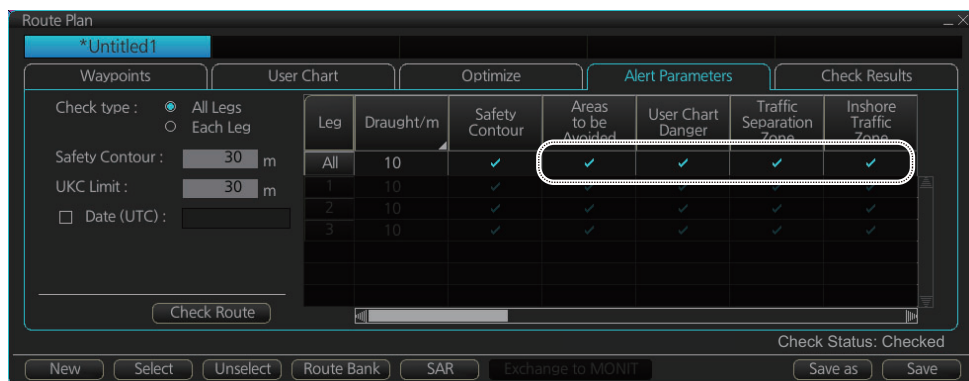 Route Plan
*Untitled1
Waypoints User Chart Optimize Alert Parameters Check Results
Check type : All Legs
Each Leg
Safety Contour : 30 m
UKC Limit : 30 m
Date (UTC) :
Check Route
Leg Draught/m Safety Contour Areas to be Avoided User Chart Danger Traffic Separation Zone Inshore Traffic Zone
All 10 ✓ ✓ ✓ ✓ ✓
1 10 ✓ ✓ ✓ ✓ ✓
2 10 ✓ ✓ ✓ ✓ ✓
3 10 ✓ ✓ ✓ ✓ ✓
Check Status: Checked
New Select Unselect Route Bank SAR Exchange to MONIT Save as Save